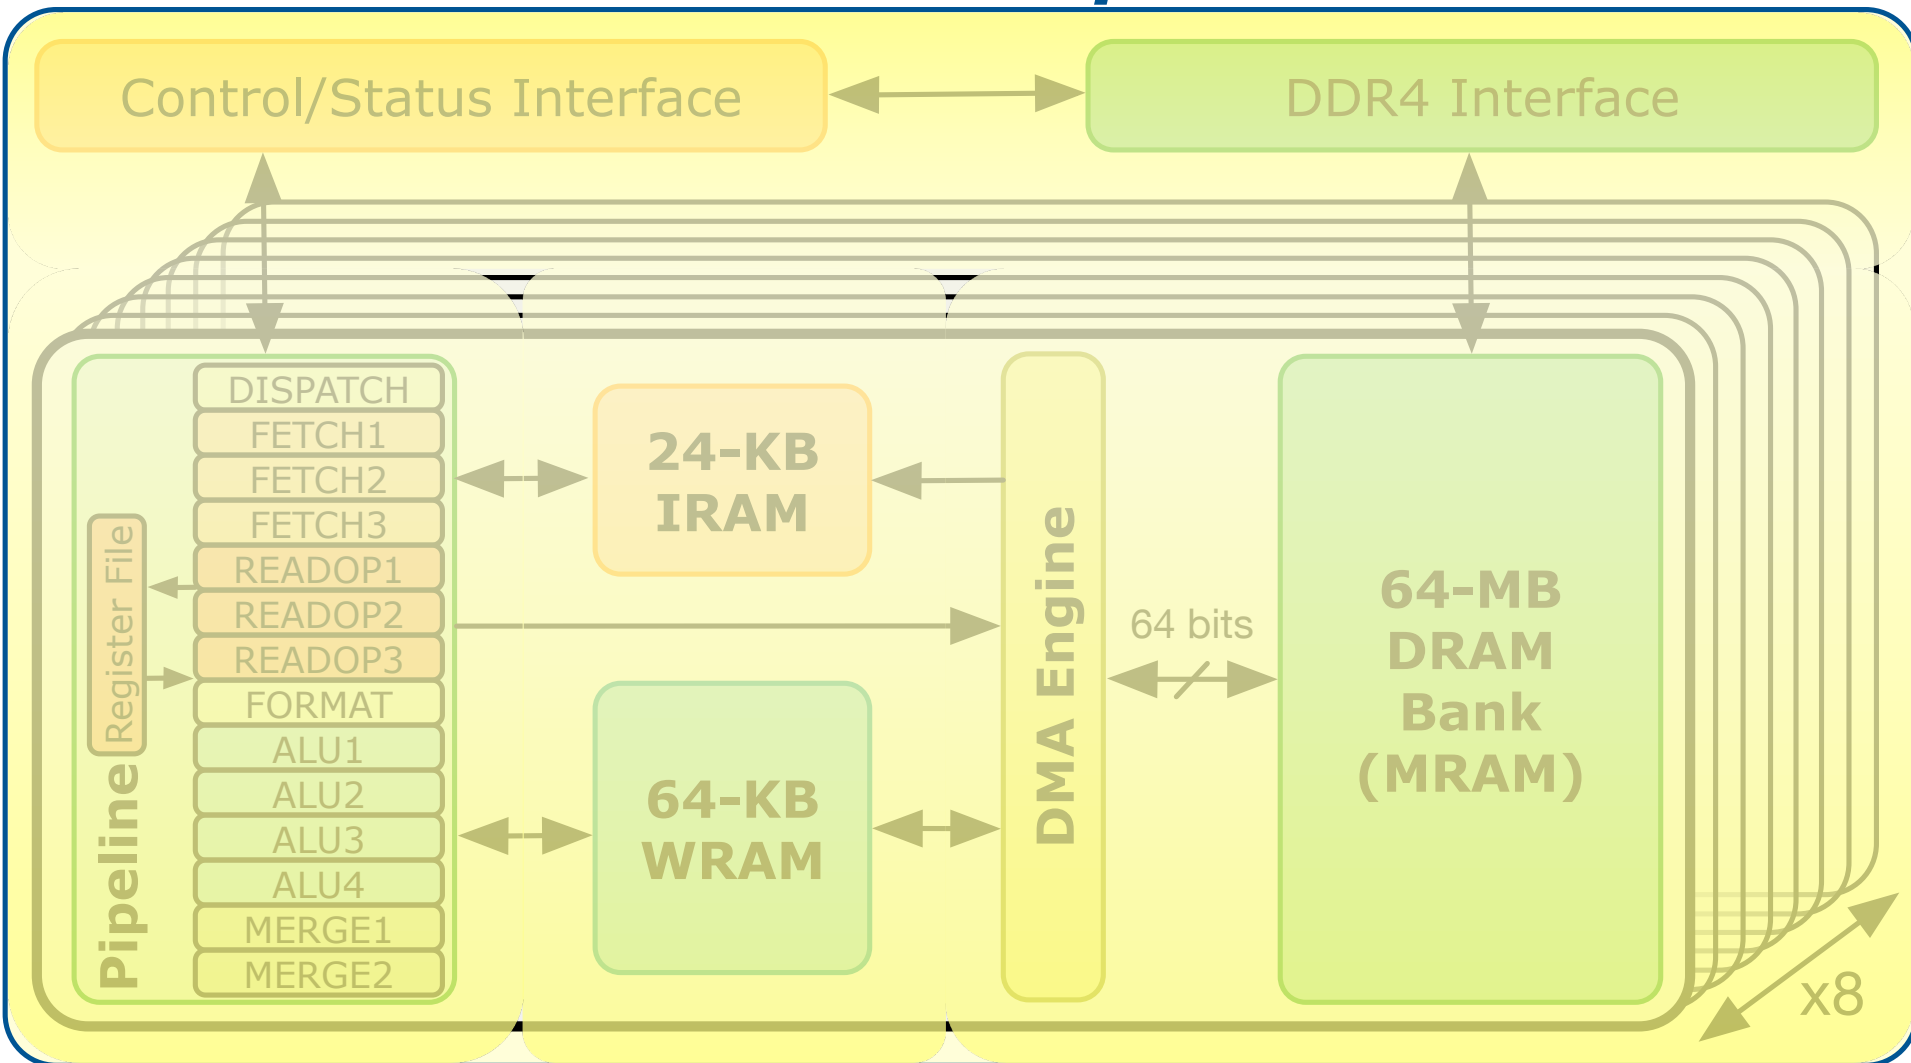 Control/Status Interface
DDR4 Interface
DISPATCH
FETCH1
FETCH2
FETCH3
READOP1
READOP2
READOP3
FORMAT
ALU1
ALU2
ALU3
ALU4
MERGE1
MERGE2
Register File
Pipeline
24-KB
IRAM
64-KB
WRAM
DMA Engine
64 bits
64-MB
DRAM
Bank
(MRAM)
x8